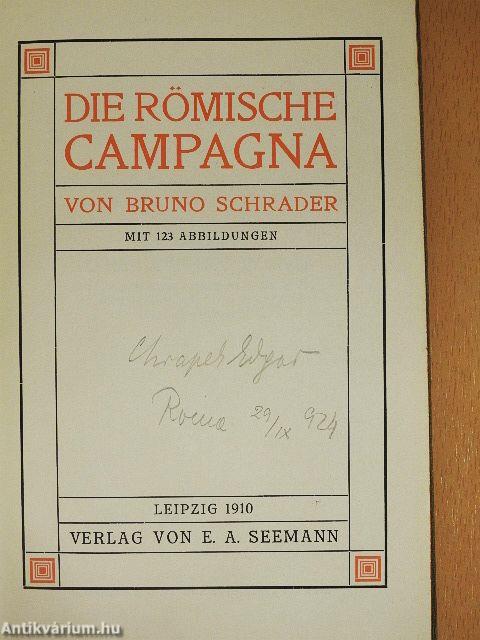 DIE RÖMISCHE
CAMPAGNA
VON BRUNO SCHRADER
MIT 123 ABBILDUNGEN
Edgar
Roma 29/IX 924
LEIPZIG 1910
VERLAG VON E. A. SEEMANN
Antikvárium.hu